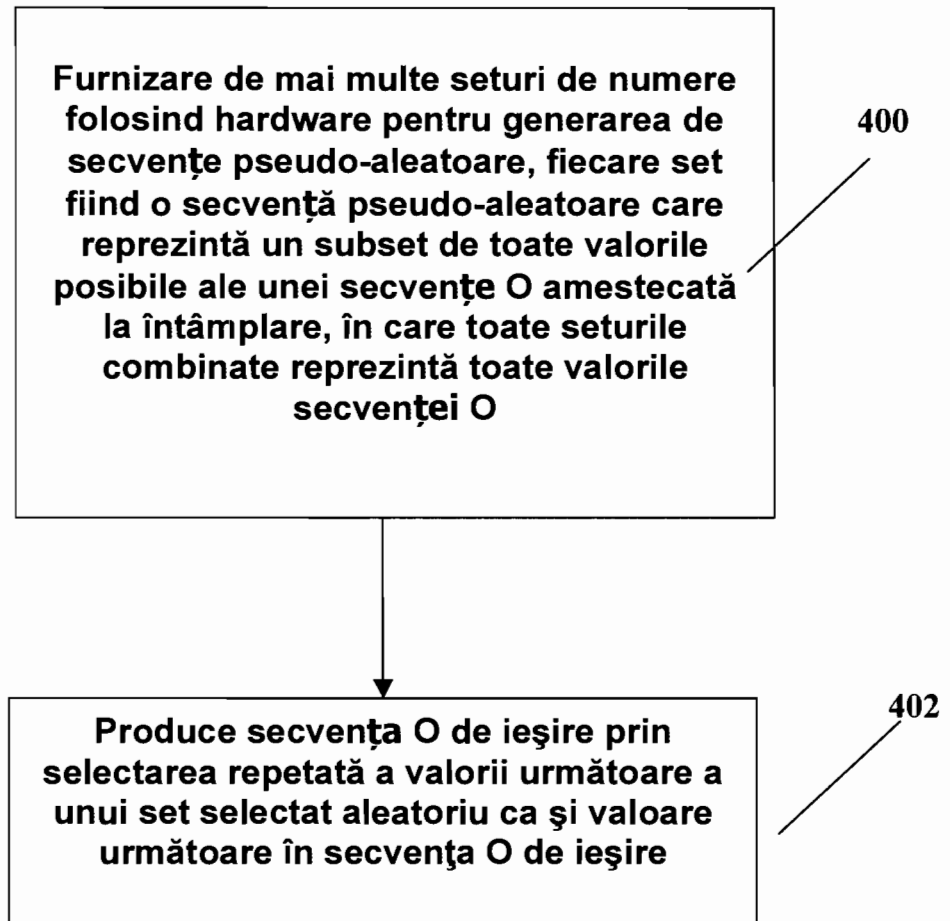 Furnizare de mai multe seturi de numere
folosind hardware pentru generarea de
secvențe pseudo-aleatoare, fiecare set
fiind o secvență pseudo-aleatoare care
reprezintă un subset de toate valorile
posibile ale unei secvențe O amestecată
la întâmplare, în care toate seturile
combinate reprezintă toate valorile
secvenței O
400
Produce secvența O de ieşire prin
selectarea repetată a valorii următoare a
unui set selectat aleatoriu ca şi valoare
următoare în secvenţa O de ieşire
402